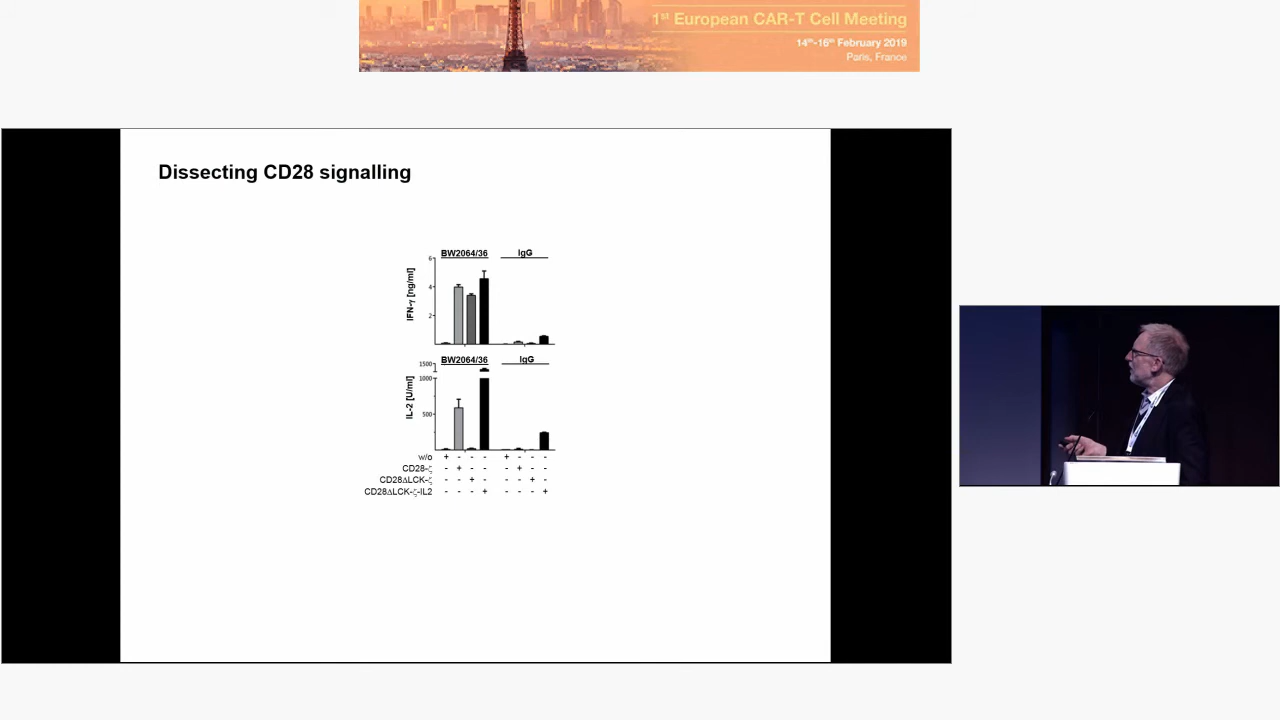 1st European CAR-T Cell Meeting
14th-16th February 2019
Paris, France
Dissecting CD28 signalling
BW2064/36 IgG
IFN-γ [ng/ml]
6
4
2
BW2064/36 IgG
IL-2 [U/ml]
1500
1000
500
w/o + - - - + - - -
CD28-ζ - + - - - + - -
CD28ΔLCK-ζ - - + - - - + -
CD28ΔLCK-ζ-IL2 - - - + - - - +